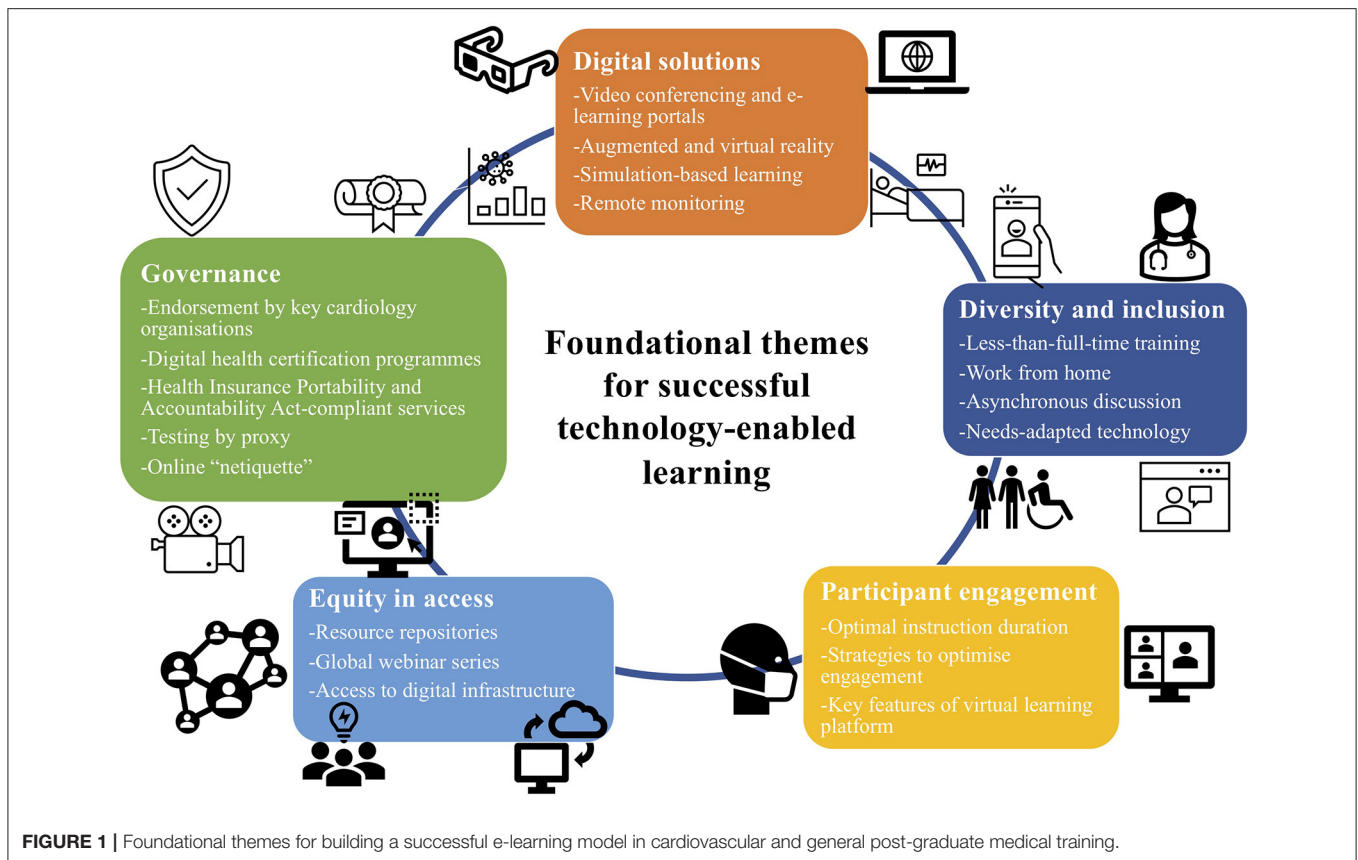 Digital solutions
-Video conferencing and e-
learning portals
-Augmented and virtual reality
-Simulation-based learning
-Remote monitoring
Governance
-Endorsement by key cardiology
organisations
-Digital health certification programmes
-Health Insurance Portability and
Accountability Act-compliant services
-Testing by proxy
-Online “netiquette”
Foundational themes
for successful
technology-enabled
learning
Diversity and inclusion
-Less-than-full-time training
-Work from home
-Asynchronous discussion
-Needs-adapted technology
Equity in access
-Resource repositories
-Global webinar series
-Access to digital infrastructure
Participant engagement
-Optimal instruction duration
-Strategies to optimise
engagement
-Key features of virtual learning
platform
FIGURE 1 | Foundational themes for building a successful e-learning model in cardiovascular and general post-graduate medical training.